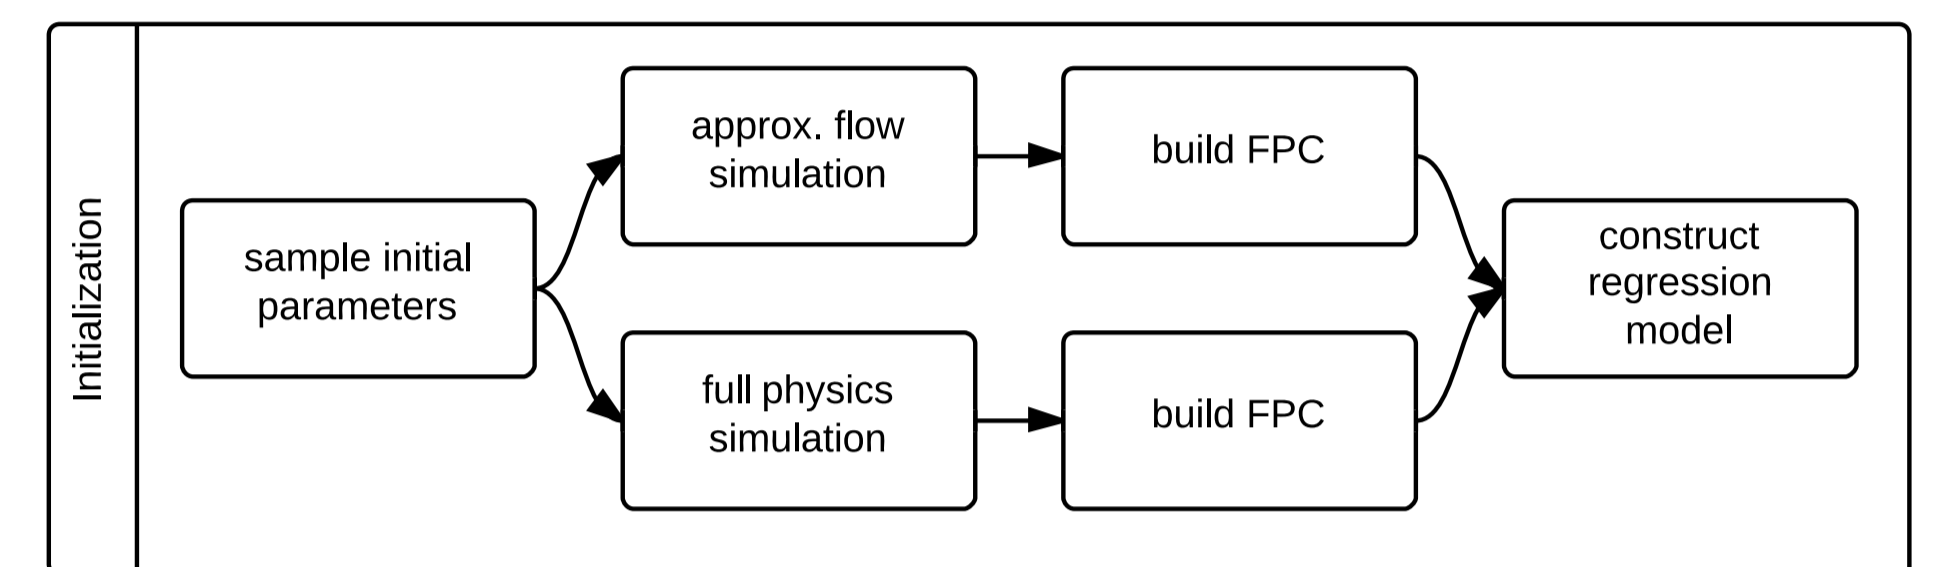 Initialization
sample initial
parameters
approx. flow
simulation
build FPC
full physics
simulation
build FPC
construct
regression
model